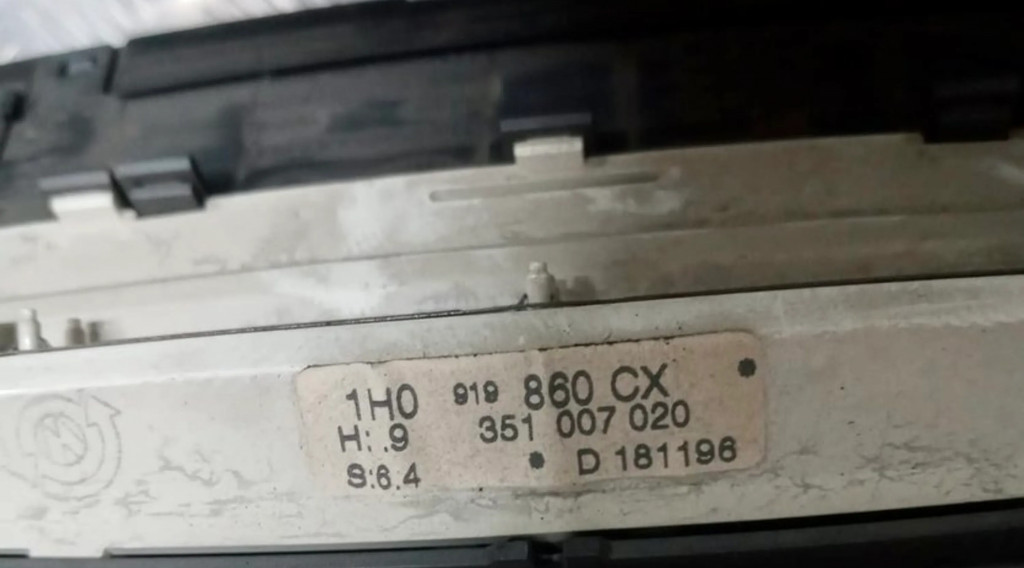 1H0 919 860 CX
H: .9 351 007 020
S:6.4 D 181196